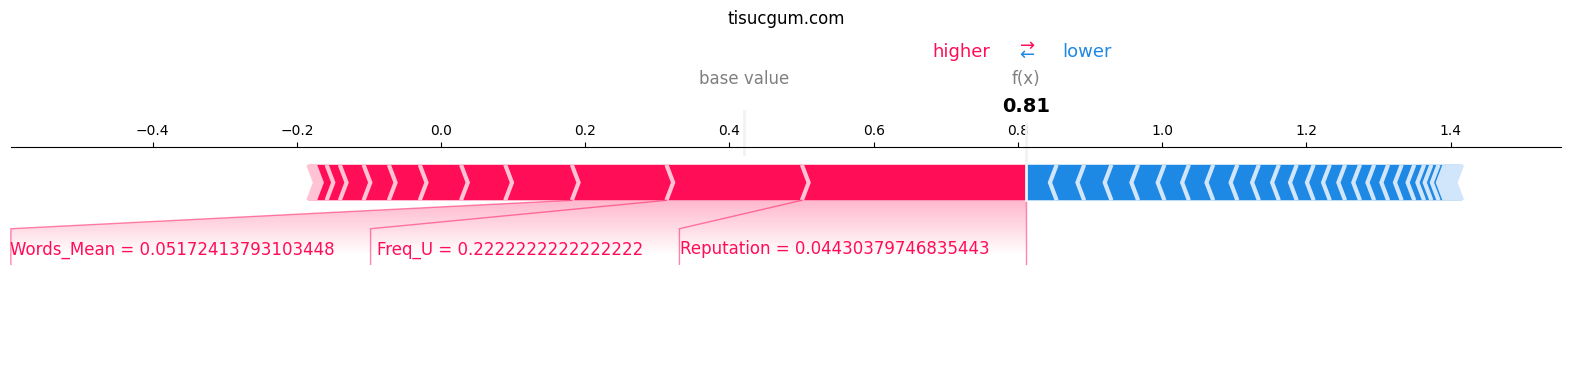 tisucgum.com
higher ⇄ lower
base value f(x)
0.81
−0.4 −0.2 0.0 0.2 0.4 0.6 0.8 1.0 1.2 1.4
Words_Mean = 0.05172413793103448 Freq_U = 0.2222222222222222 Reputation = 0.04430379746835443